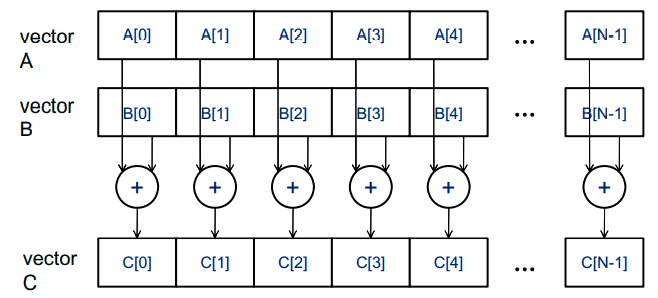 vector A
A[0] A[1] A[2] A[3] A[4] ... A[N-1]
vector B
B[0] B[1] B[2] B[3] B[4] ... B[N-1]
+ + + + + +
vector C
C[0] C[1] C[2] C[3] C[4] ... C[N-1]